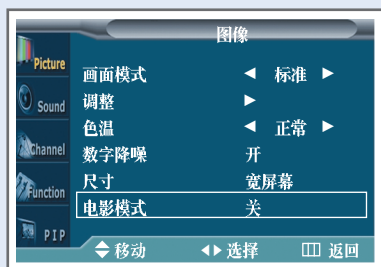 图像
Picture
Sound
Channel
Function
PIP
画面模式 ◀ 标准 ▶
调整 ▶
色温 ◀ 正常 ▶
数字降噪 开
尺寸 宽屏幕
电影模式 关
移动 选择 返回